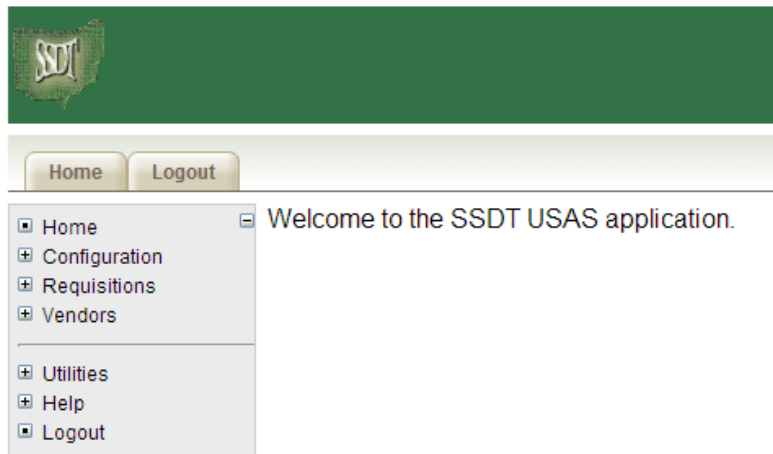 SSDT
Home
Logout
Home
Welcome to the SSDT USAS application.
Configuration
Requisitions
Vendors
Utilities
Help
Logout